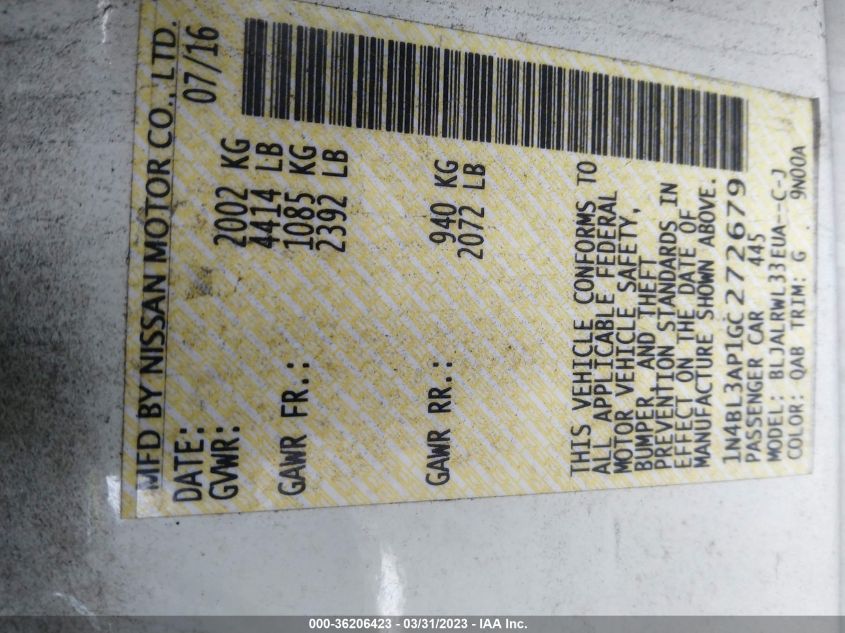 MFD BY NISSAN MOTOR CO., LTD.
DATE: 07/16
GVWR: 2002 KG
4414 LB
GAWR FR.: 1085 KG
2392 LB
GAWR RR.: 940 KG
2072 LB
THIS VEHICLE CONFORMS TO
ALL APPLICABLE FEDERAL
MOTOR VEHICLE SAFETY,
BUMPER, AND THEFT
PREVENTION STANDARDS IN
EFFECT ON THE DATE OF
MANUFACTURE SHOWN ABOVE.
1N4BL3AP1GC272679
PASSENGER CAR 445
MODEL: BLJALRWL33EUA--C-J
COLOR: QAB TRIM: G 9N00A
000-36206423 - 03/31/2023 - IAA Inc.